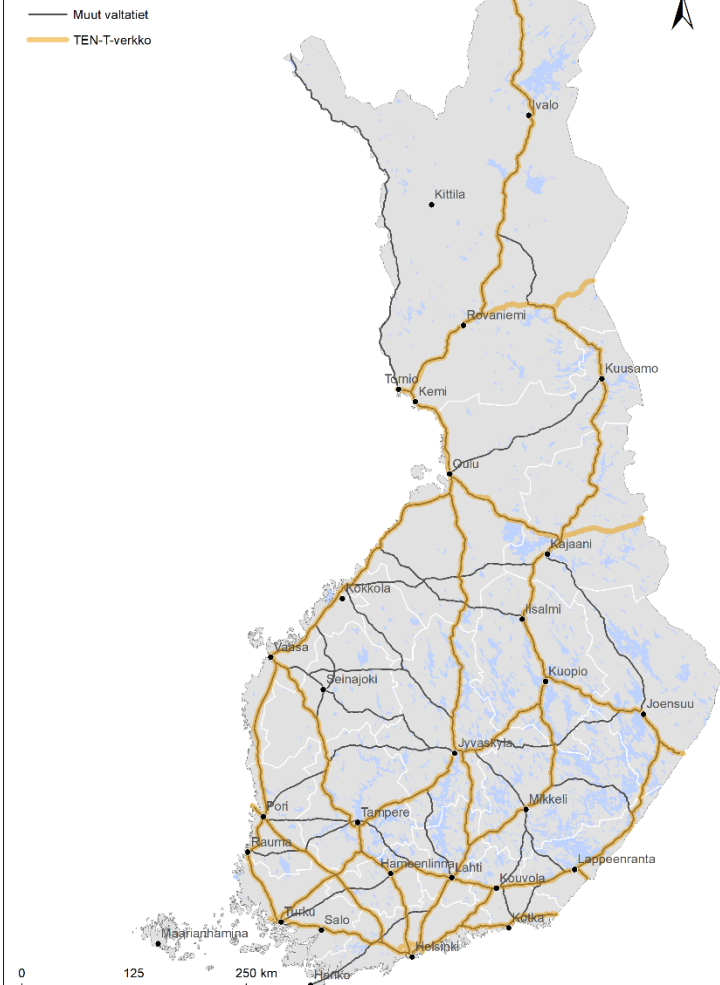 Muut valtatiet
TEN-T-verkko
Ivalo
Kittila
Rovaniemi
Kuusamo
Tornio
Kemi
Oulu
Kajaani
Kokkola
Iisalmi
Vaasa
Kuopio
Seinajoki
Joensuu
Jyvaskyla
Pori
Tampere
Mikkeli
Rauma
Hameenlinna
Lahti
Lappeenranta
Kouvola
Turku
Salo
Kotka
Maarianhamina
Helsinki
0 125 250 km
Hanko